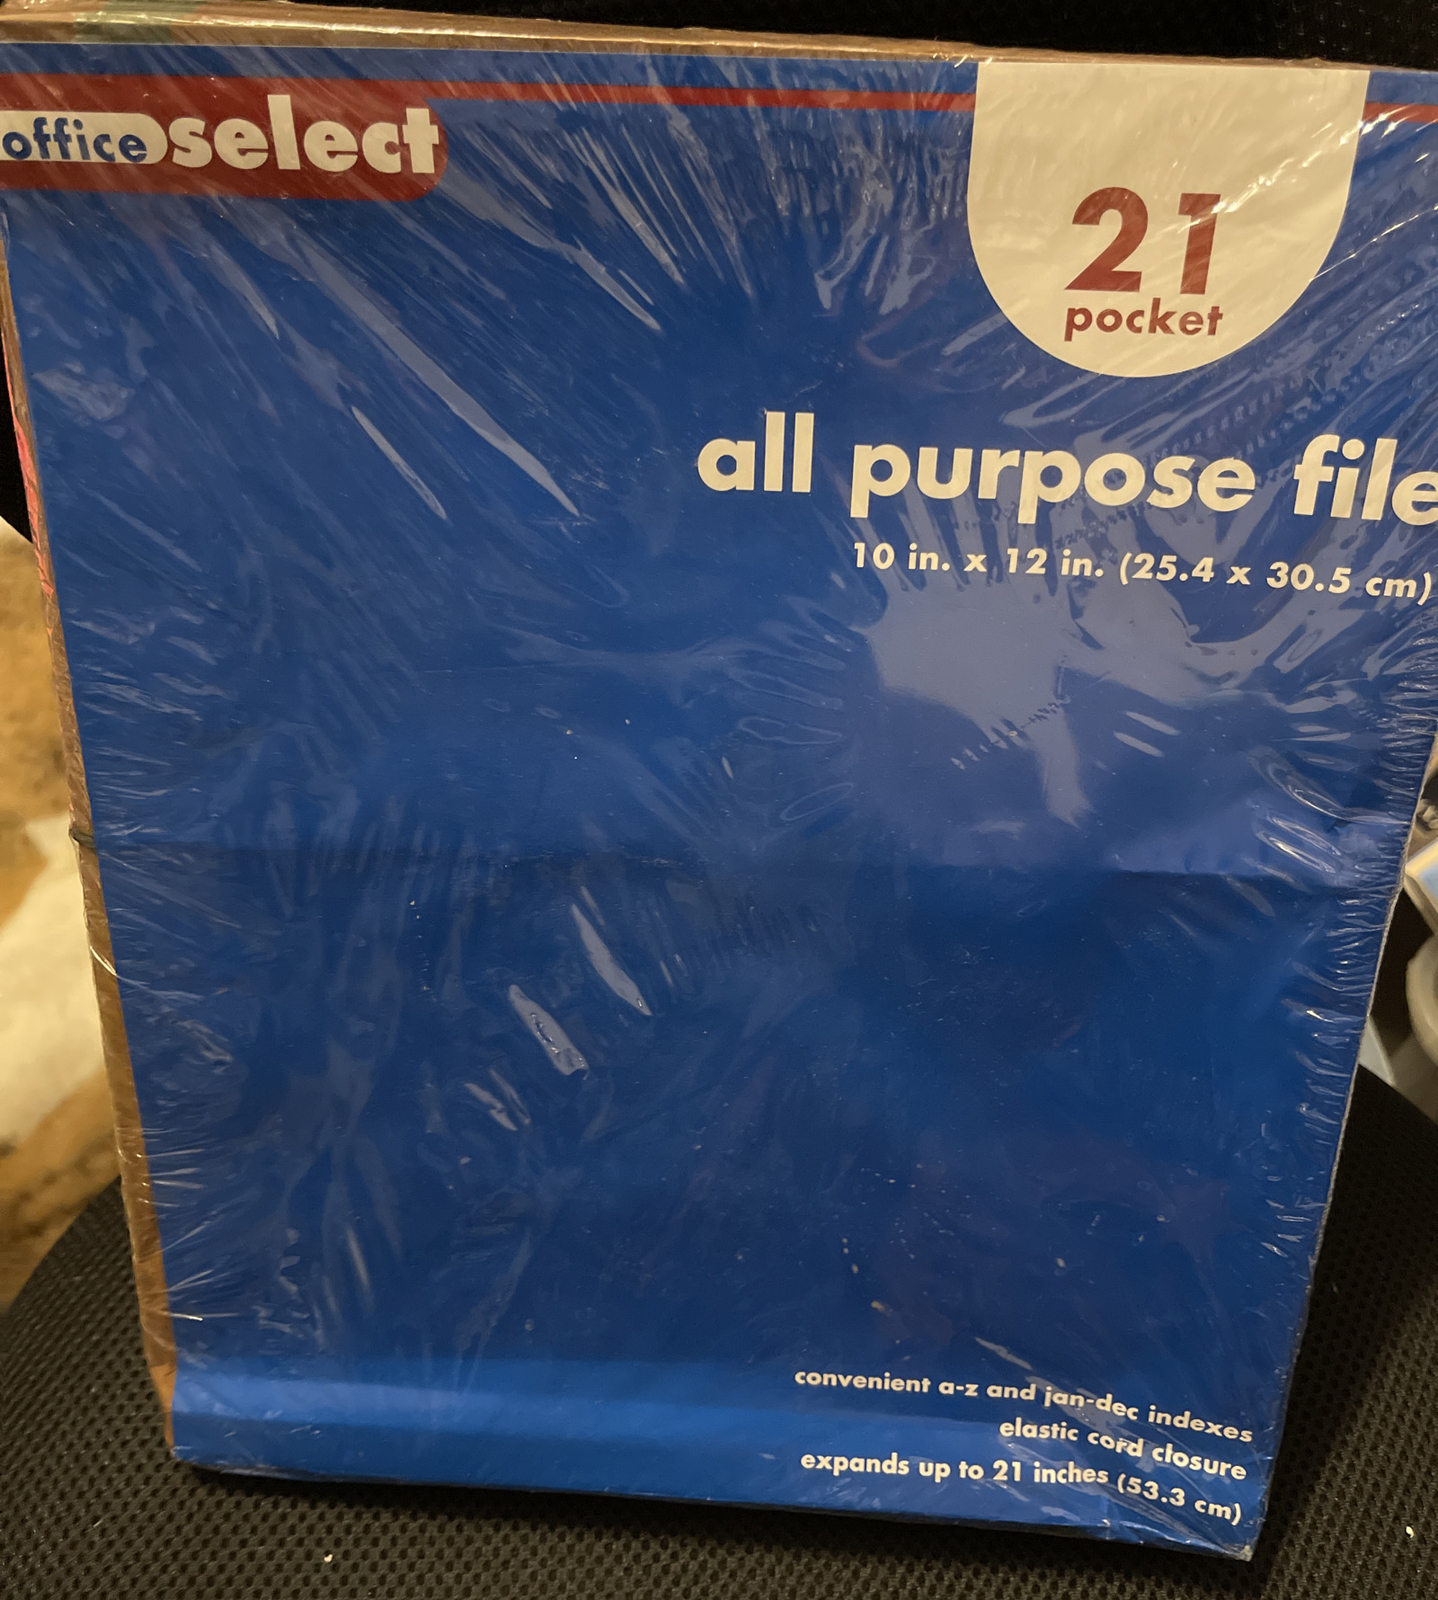 office select
21
pocket
all purpose file
10 in. x 12 in. (25.4 x 30.5 cm)
convenient a-z and jan-dec indexes
elastic cord closure
expands up to 21 inches (53.3 cm)